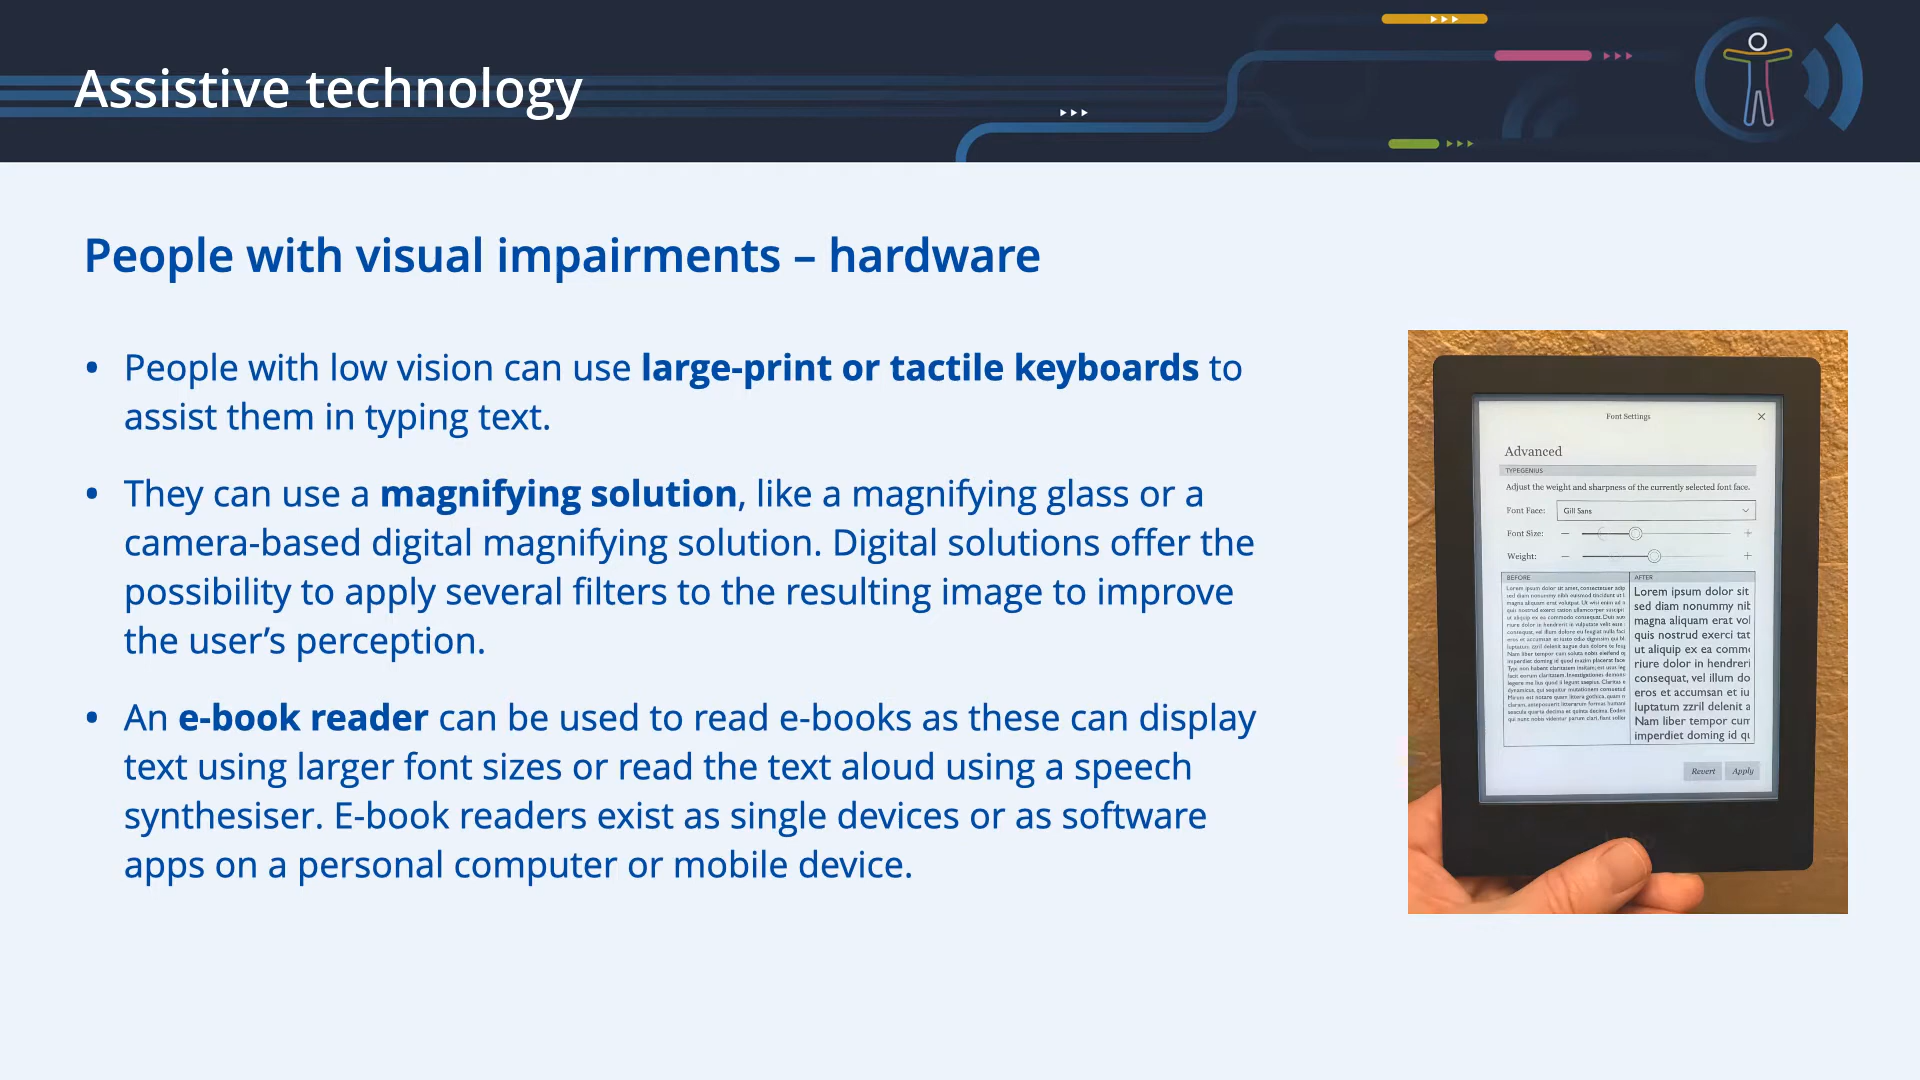 Assistive technology
People with visual impairments – hardware
• People with low vision can use large-print or tactile keyboards to
assist them in typing text.
• They can use a magnifying solution, like a magnifying glass or a
camera-based digital magnifying solution. Digital solutions offer the
possibility to apply several filters to the resulting image to improve
the user’s perception.
• An e-book reader can be used to read e-books as these can display
text using larger font sizes or read the text aloud using a speech
synthesiser. E-book readers exist as single devices or as software
apps on a personal computer or mobile device.
Font Settings
Advanced
TYPEGENIUS
Adjust the weight and sharpness of the currently selected font face.
Font Face: Gill Sans
Font Size:
Weight:
BEFORE
AFTER
Lorem ipsum dolor sit
sed diam nonummy nib
magna aliquam erat vol
quis nostrud exerci tat
ut aliquip ex ea comm
riure dolor in hendreri
consequat, vel illum do
eros et accumsan et iu
luptatum zzril delenit a
Nam liber tempor cum
imperdiet doming id qu
Revert Apply